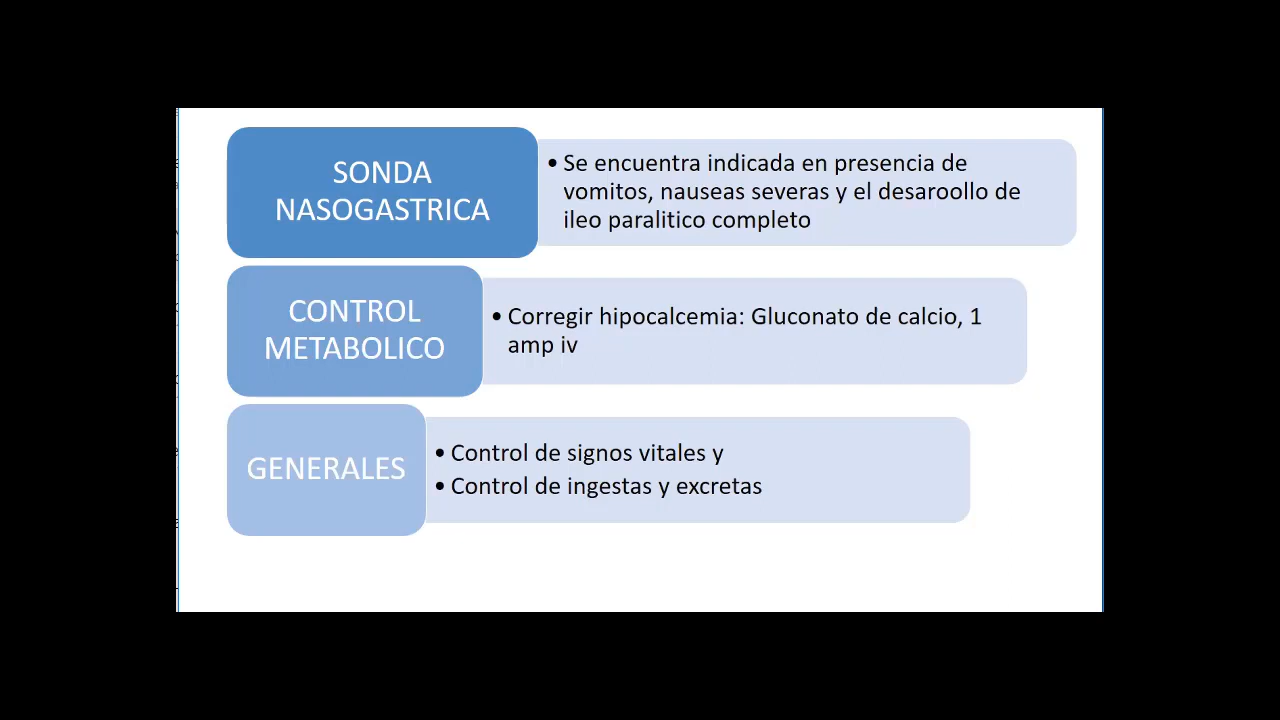 SONDA
NASOGASTRICA
• Se encuentra indicada en presencia de
vomitos, nauseas severas y el desaroollo de
ileo paralitico completo
CONTROL
METABOLICO
• Corregir hipocalcemia: Gluconato de calcio, 1
amp iv
GENERALES
• Control de signos vitales y
• Control de ingestas y excretas